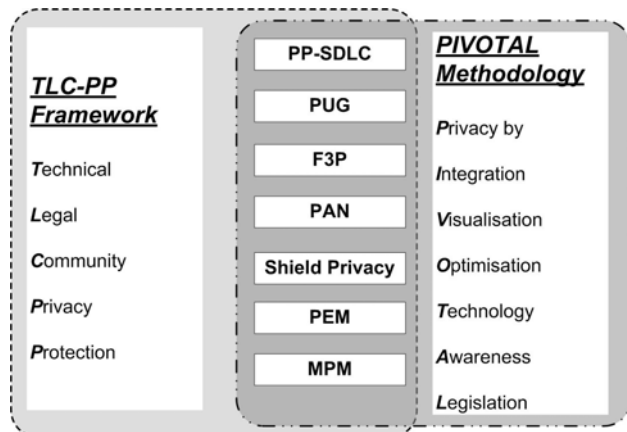 TLC-PP
Framework
Technical
Legal
Community
Privacy
Protection
PP-SDLC
PUG
F3P
PAN
Shield Privacy
PEM
MPM
PIVOTAL
Methodology
Privacy by
Integration
Visualisation
Optimisation
Technology
Awareness
Legislation